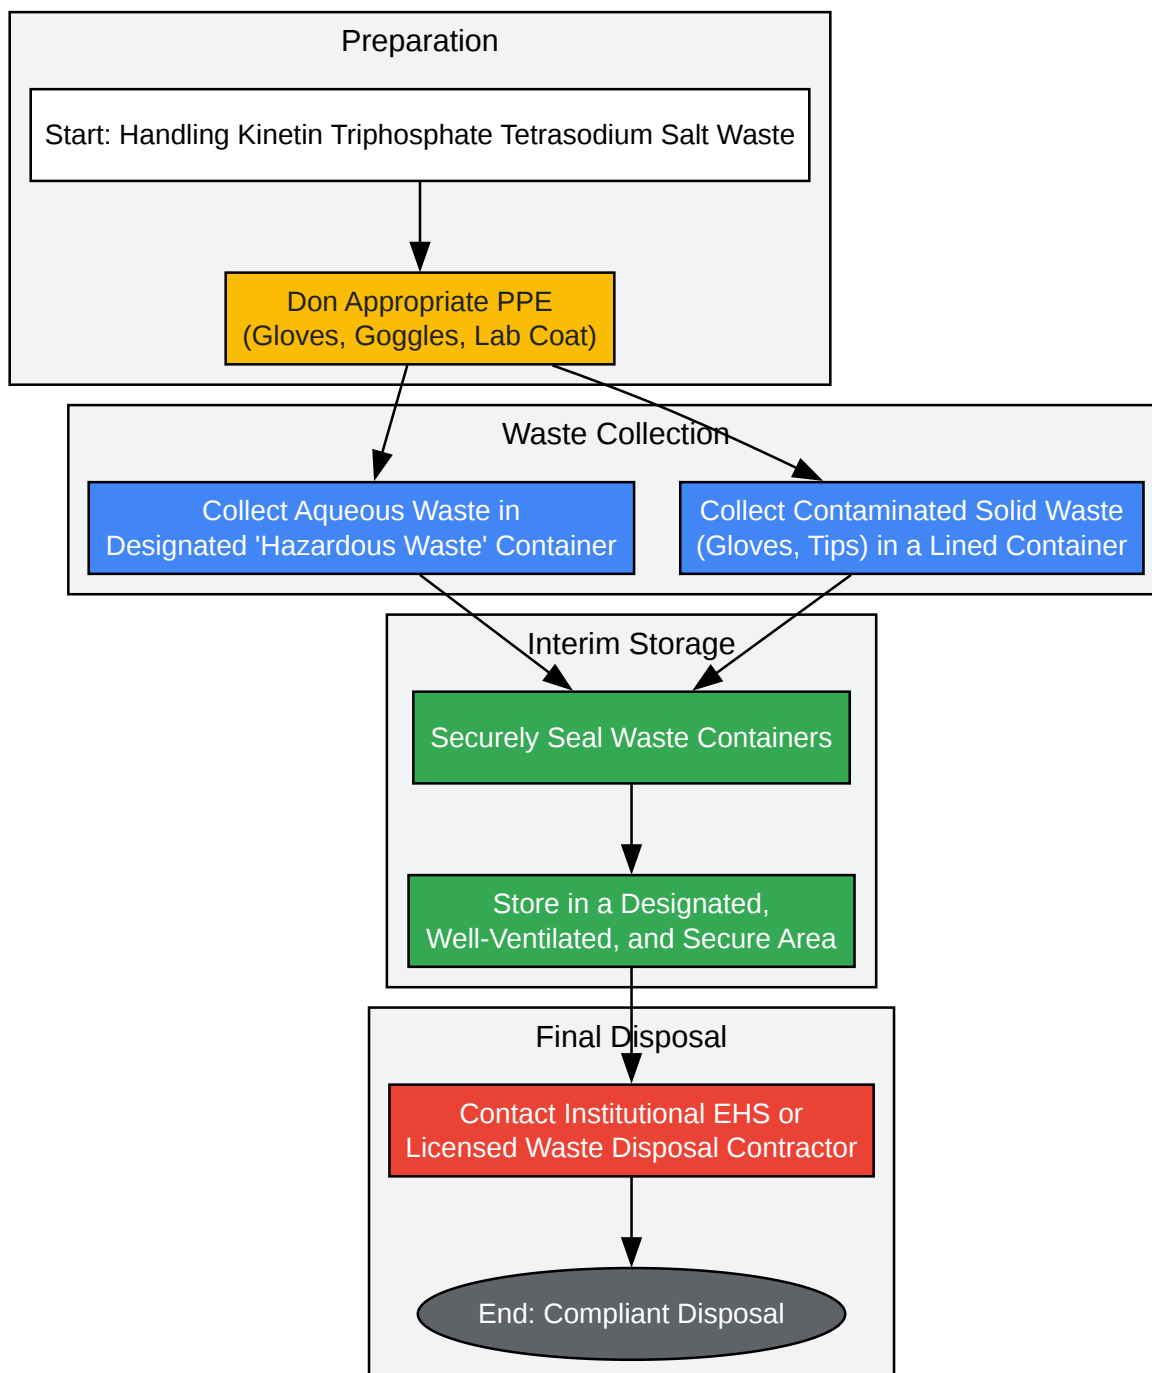 Preparation
Start: Handling Kinetin Triphosphate Tetrasodium Salt Waste
Don Appropriate PPE
(Gloves, Goggles, Lab Coat)
Waste Collection
Collect Aqueous Waste in
Designated 'Hazardous Waste' Container
Collect Contaminated Solid Waste
(Gloves, Tips) in a Lined Container
Interim Storage
Securely Seal Waste Containers
Store in a Designated,
Well-Ventilated, and Secure Area
Final Disposal
Contact Institutional EHS or
Licensed Waste Disposal Contractor
End: Compliant Disposal